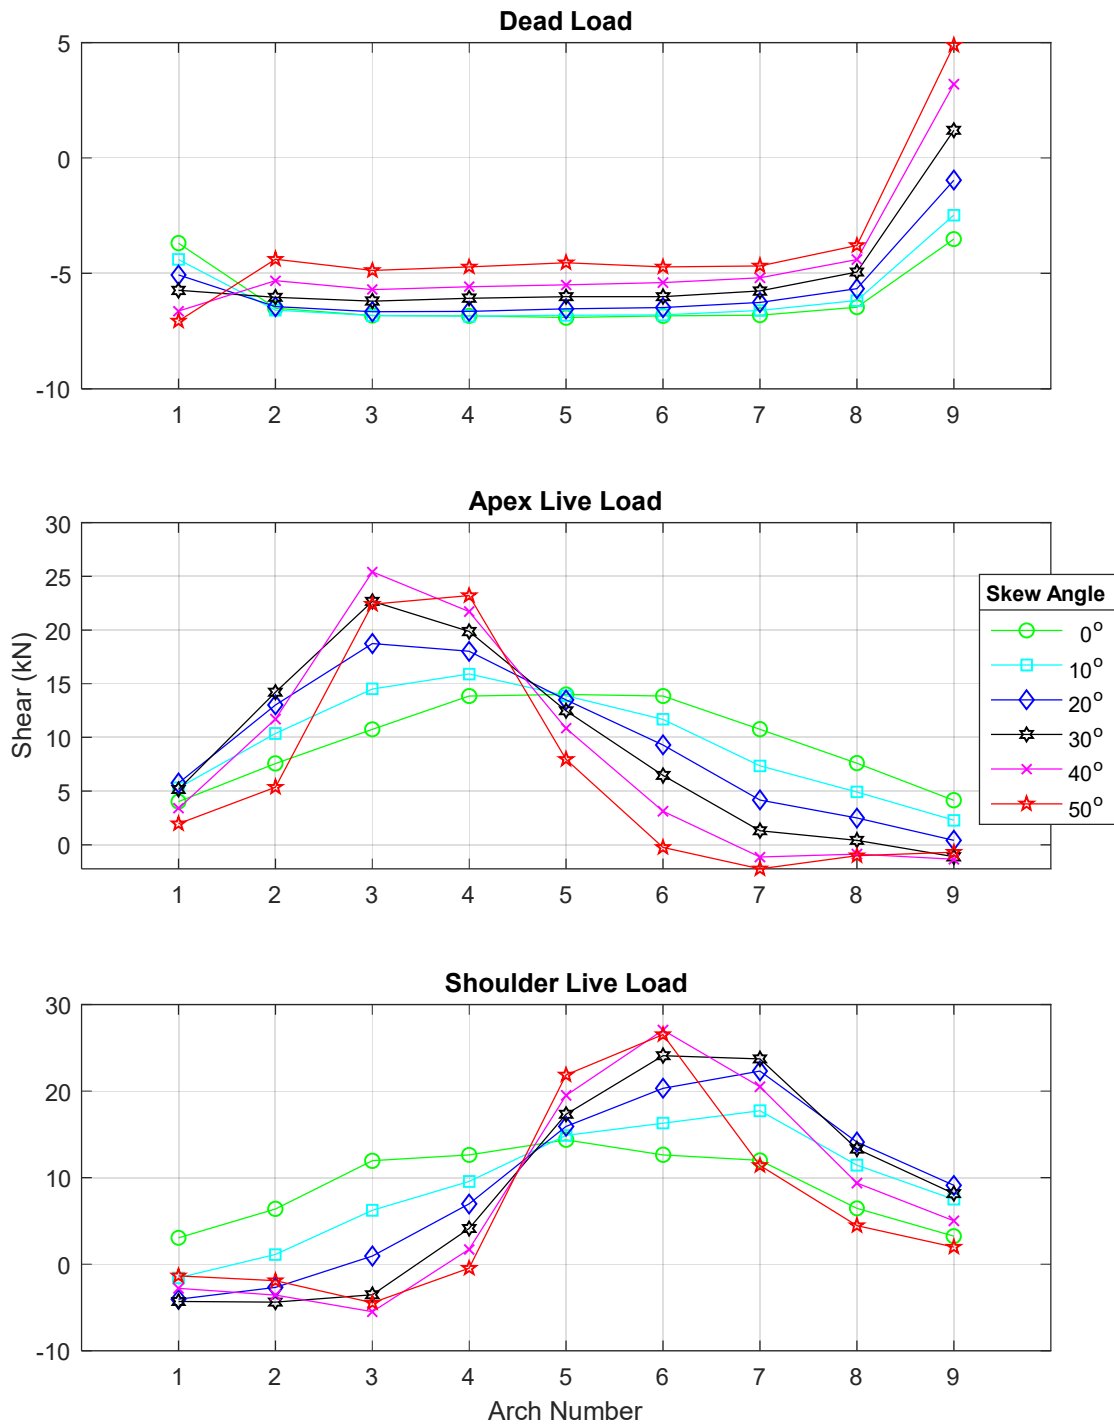 Dead Load
5
0
-5
-10
1 2 3 4 5 6 7 8 9
Apex Live Load
30
25
20
15
10
5
0
Shear (kN)
1 2 3 4 5 6 7 8 9
Skew Angle
0°
10°
20°
30°
40°
50°
Shoulder Live Load
30
20
10
0
-10
1 2 3 4 5 6 7 8 9
Arch Number